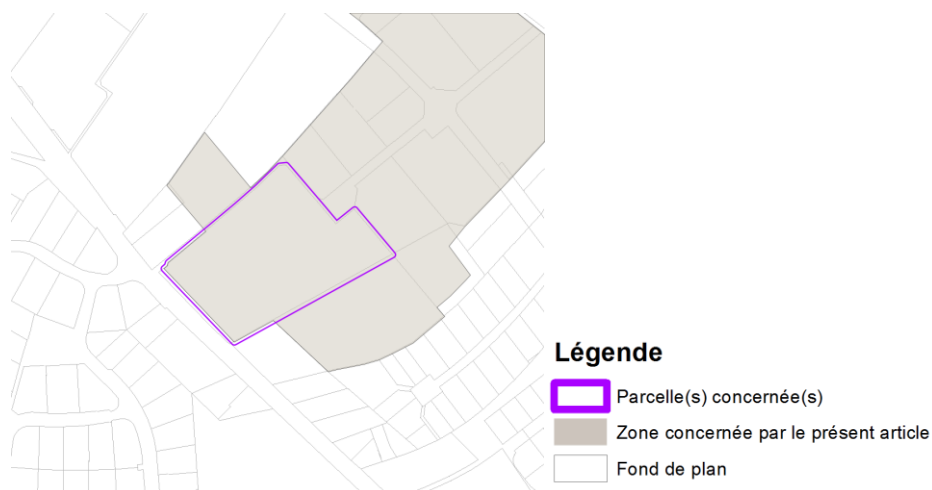 Légende
Parcelle(s) concernée(s)
Zone concernée par le présent article
Fond de plan